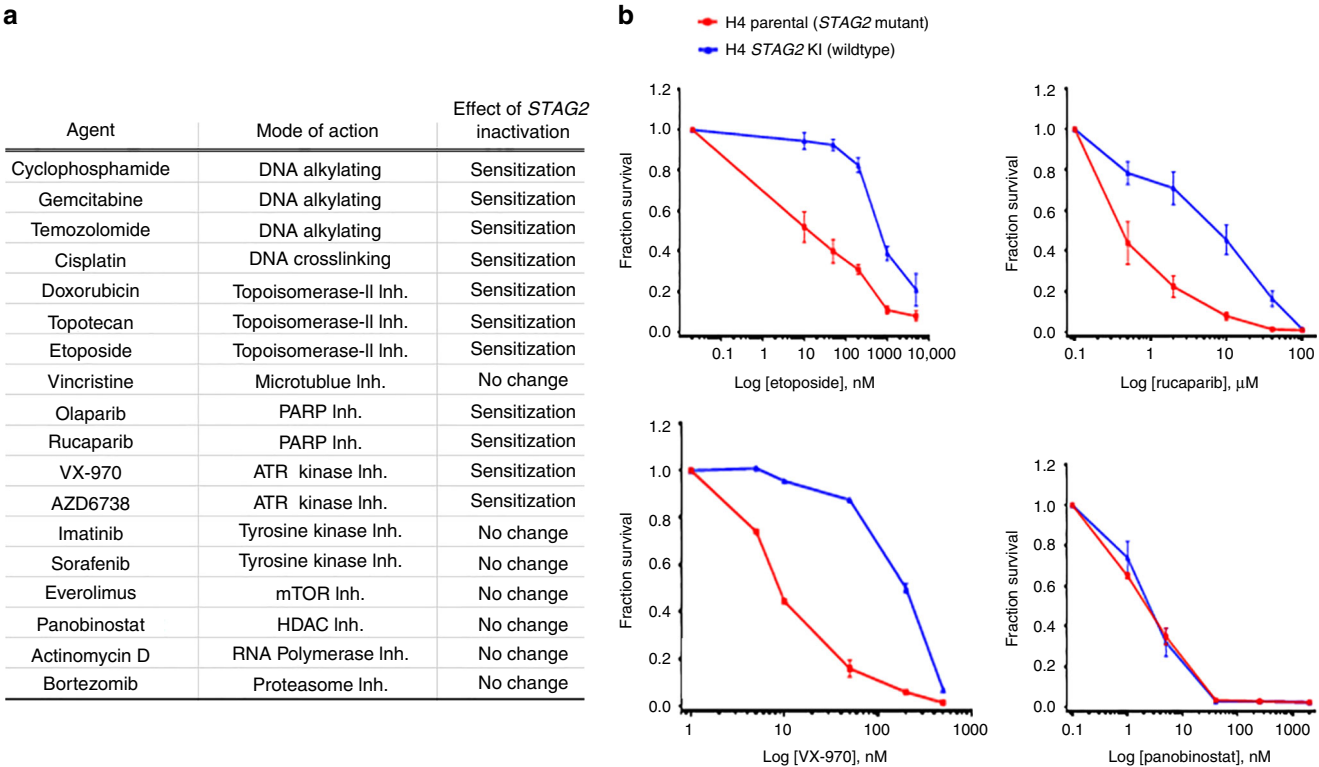 a
Agent Mode of action Effect of STAG2 inactivation
Cyclophosphamide DNA alkylating Sensitization
Gemcitabine DNA alkylating Sensitization
Temozolomide DNA alkylating Sensitization
Cisplatin DNA crosslinking Sensitization
Doxorubicin Topoisomerase-II Inh. Sensitization
Topotecan Topoisomerase-II Inh. Sensitization
Etoposide Topoisomerase-II Inh. Sensitization
Vincristine Microtublue Inh. No change
Olaparib PARP Inh. Sensitization
Rucaparib PARP Inh. Sensitization
VX-970 ATR kinase Inh. Sensitization
AZD6738 ATR kinase Inh. Sensitization
Imatinib Tyrosine kinase Inh. No change
Sorafenib Tyrosine kinase Inh. No change
Everolimus mTOR Inh. No change
Panobinostat HDAC Inh. No change
Actinomycin D RNA Polymerase Inh. No change
Bortezomib Proteasome Inh. No change
b
H4 parental (STAG2 mutant)
H4 STAG2 KI (wildtype)
Fraction survival
1.2
1.0
0.8
0.6
0.4
0.2
0.0
0.1 1 10 100 1000 10,000
Log [etoposide], nM
Fraction survival
1.2
1.0
0.8
0.6
0.4
0.2
0.0
0.1 1 10 100
Log [rucaparib], μM
Fraction survival
1.2
1.0
0.8
0.6
0.4
0.2
0.0
1 10 100 1000
Log [VX-970], nM
Fraction survival
1.2
1.0
0.8
0.6
0.4
0.2
0.0
0.1 1 10 100 1000
Log [panobinostat], nM